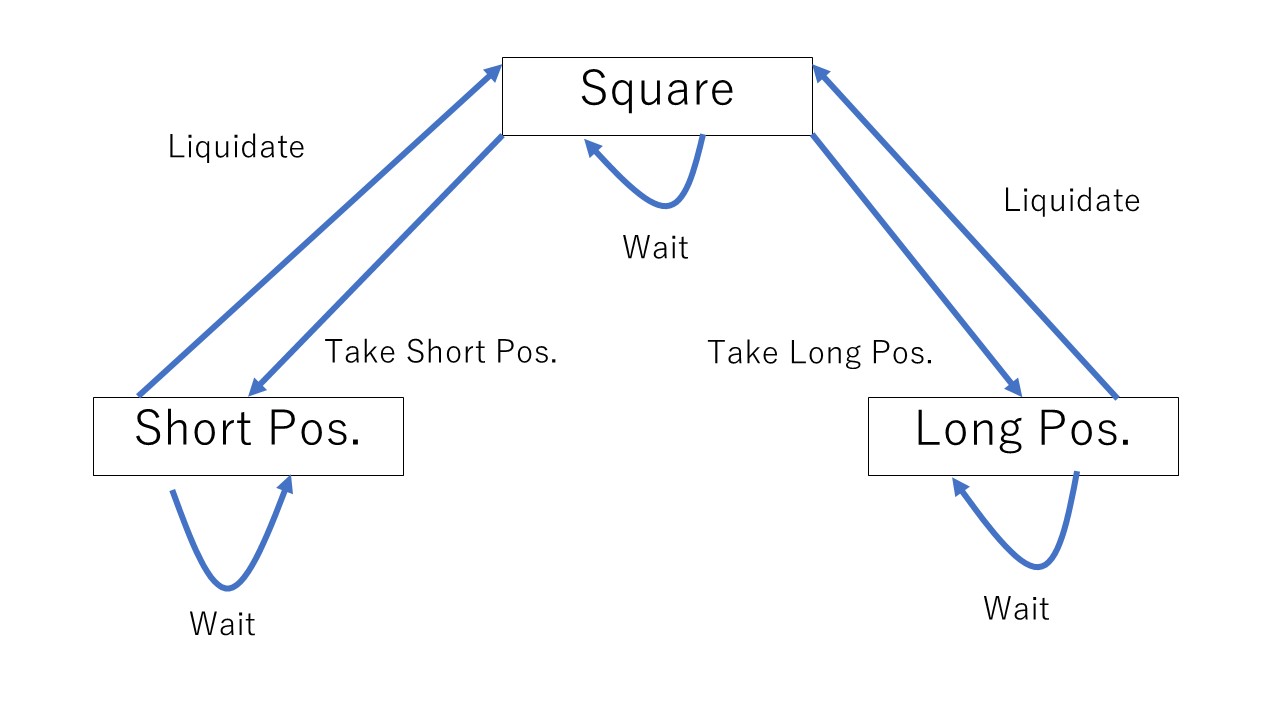 Square
Liquidate
Liquidate
Wait
Take Short Pos.
Take Long Pos.
Short Pos.
Long Pos.
Wait
Wait